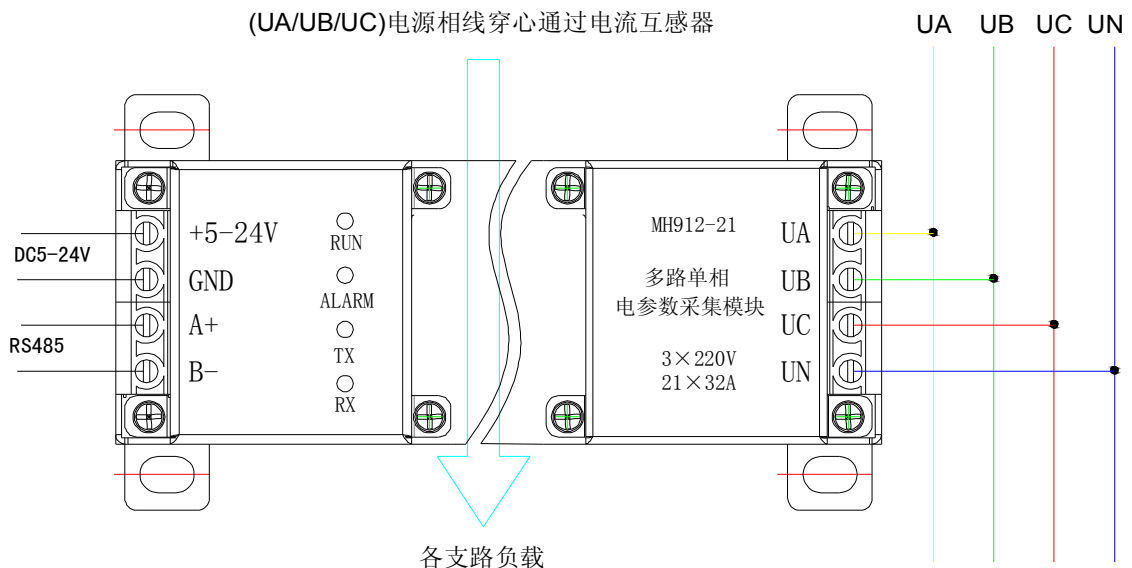 (UA/UB/UC)电源相线穿心通过电流互感器
UA UB UC UN
DC5-24V
RS485
+5-24V
GND
A+
B-
RUN
ALARM
TX
RX
MH912-21
多路单相
电参数采集模块
3×220V
21×32A
UA
UB
UC
UN
各支路负载